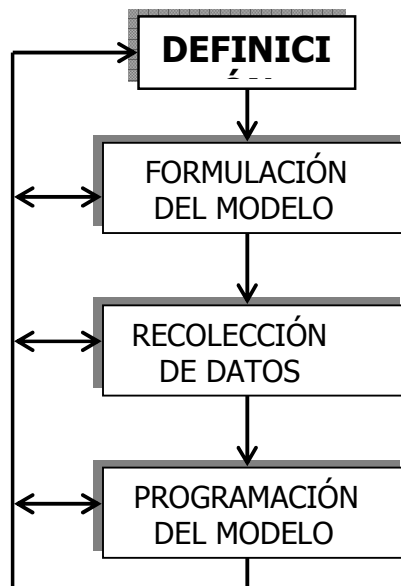 DEFINICI
FORMULACIÓN
DEL MODELO
RECOLECCIÓN
DE DATOS
PROGRAMACIÓN
DEL MODELO